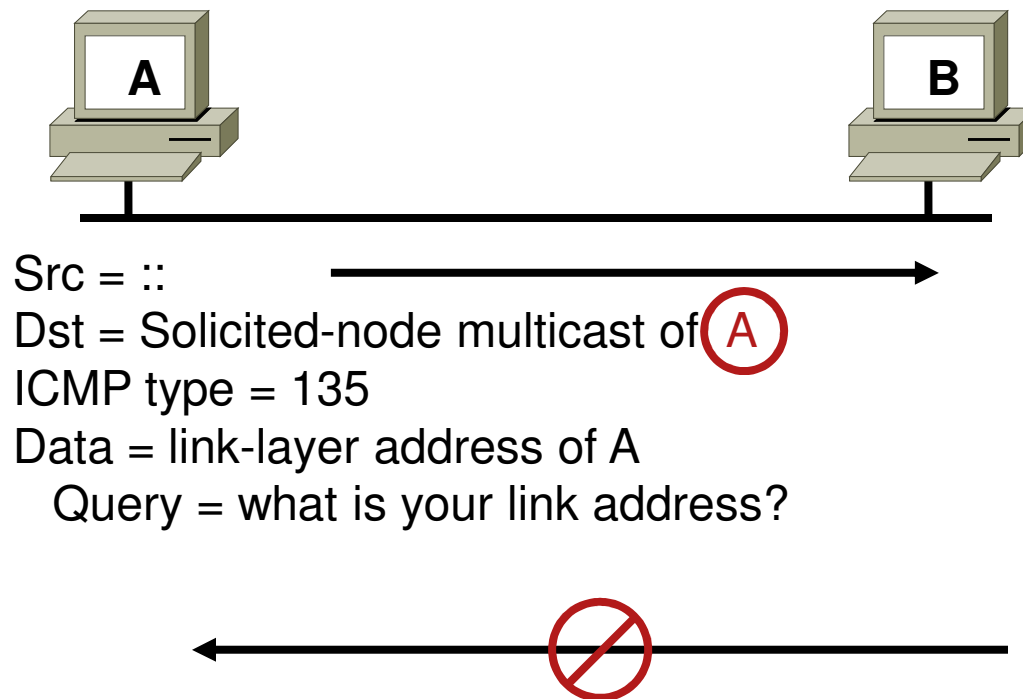 A
B
Src = ::
Dst = Solicited-node multicast of A
ICMP type = 135
Data = link-layer address of A
Query = what is your link address?